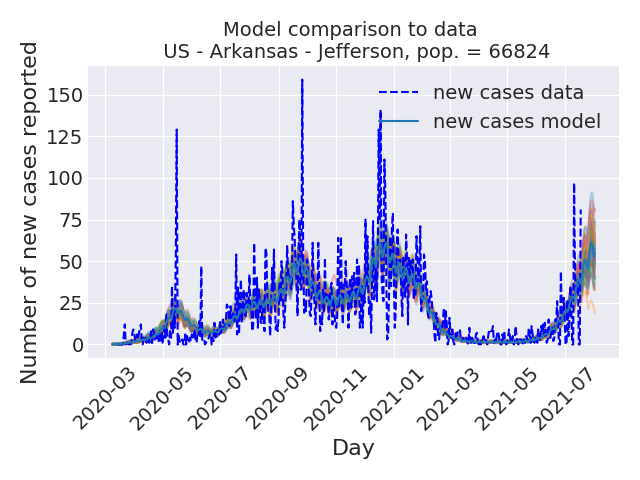 Model comparison to data
US - Arkansas - Jefferson, pop. = 66824
Number of new cases reported
150
125
100
75
50
25
0
new cases data
new cases model
2020-03
2020-05
2020-07
2020-09
2020-11
2021-01
2021-03
2021-05
2021-07
Day